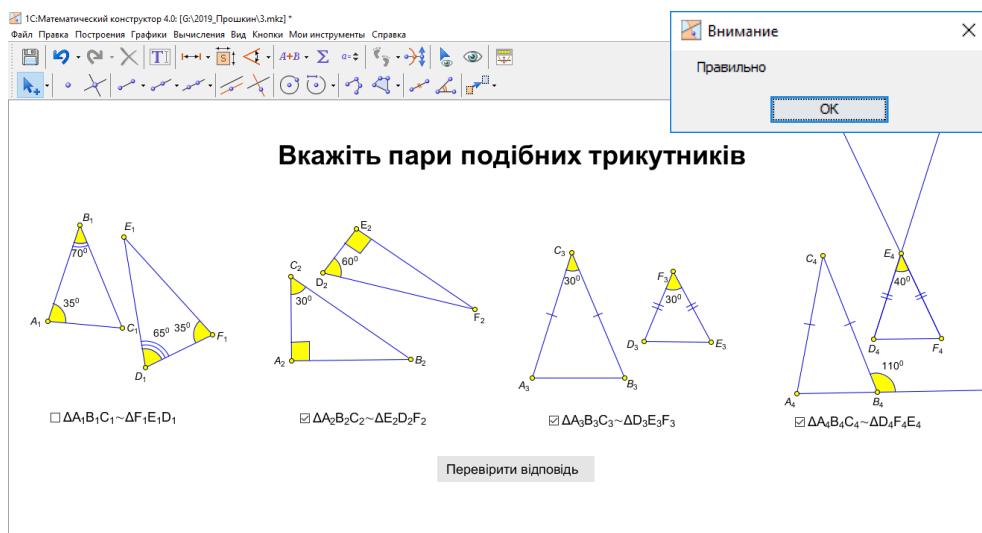 1С:Математический конструктор 4.0: [G:\2019_Прошкин\3.mkz] *
Файл Правка Построения Графики Вычисления Вид Кнопки Мои инструменты Справка
Внимание
Правильно
OK
Вкажіть пари подібних трикутників
B₁
E₁
70⁰
35⁰
A₁
C₁
65⁰
35⁰
F₁
D₁
E₂
60⁰
C₂
D₂
30⁰
F₂
A₂
B₂
C₃
30⁰
F₃
30⁰
D₃
E₃
A₃
B₃
E₄
C₄
40⁰
D₄
F₄
110⁰
A₄
B₄
ΔA₁B₁C₁~ΔF₁E₁D₁
ΔA₂B₂C₂~ΔE₂D₂F₂
ΔA₃B₃C₃~ΔD₃E₃F₃
ΔA₄B₄C₄~ΔD₄F₄E₄
Перевірити відповідь